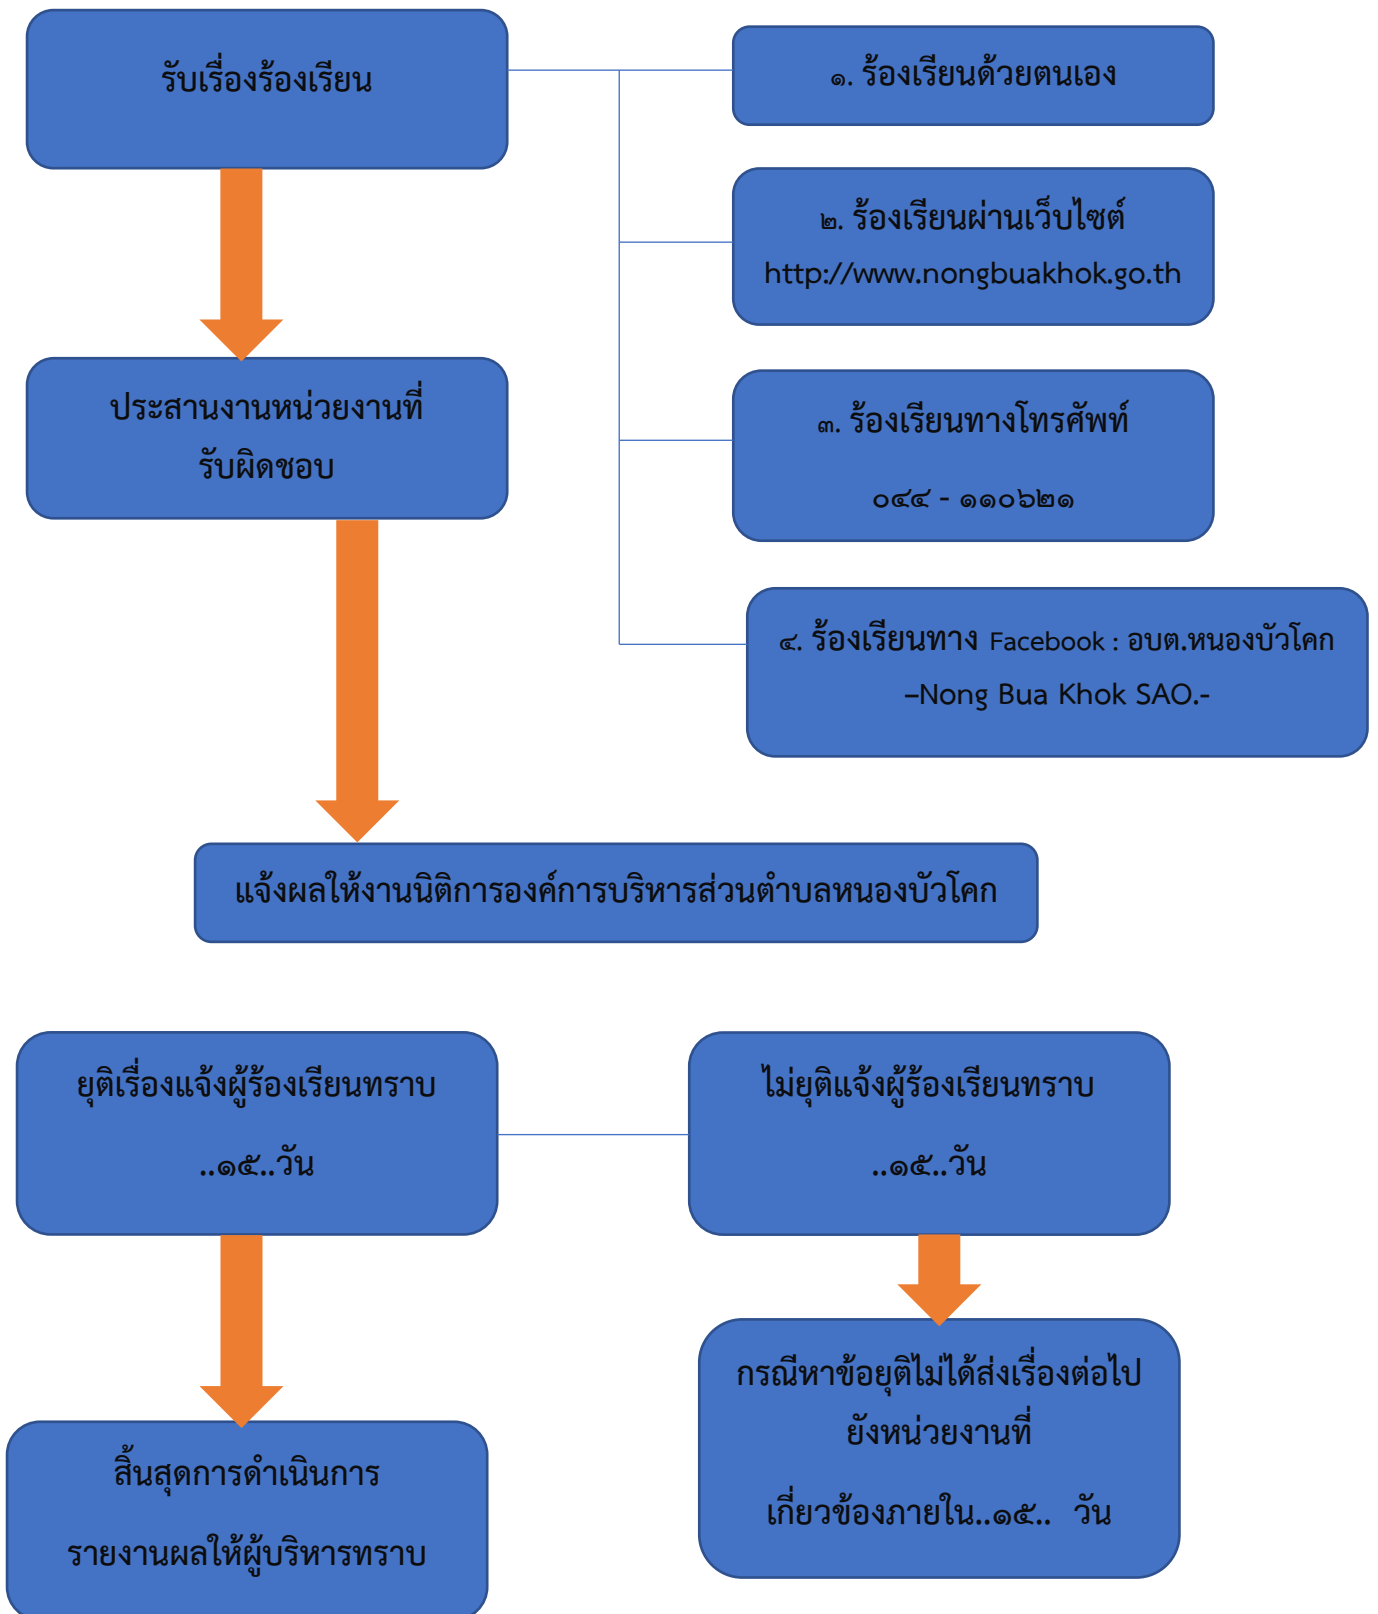 รับเรื่องร้องเรียน
๑. ร้องเรียนด้วยตนเอง
๒. ร้องเรียนผ่านเว็บไซต์
http://www.nongbuakhok.go.th
ประสานงานหน่วยงานที่
รับผิดชอบ
๓. ร้องเรียนทางโทรศัพท์
๐๔๔ - ๑๑๐๖๒๑
๔. ร้องเรียนทาง Facebook : อบต.หนองบัวโคก
–Nong Bua Khok SAO.-
แจ้งผลให้งานนิติการองค์การบริหารส่วนตำบลหนองบัวโคก
ยุติเรื่องแจ้งผู้ร้องเรียนทราบ
..๑๕..วัน
ไม่ยุติแจ้งผู้ร้องเรียนทราบ
..๑๕..วัน
กรณีหาข้อยุติไม่ได้ส่งเรื่องต่อไป
ยังหน่วยงานที่
เกี่ยวข้องภายใน..๑๕.. วัน
สิ้นสุดการดำเนินการ
รายงานผลให้ผู้บริหารทราบ